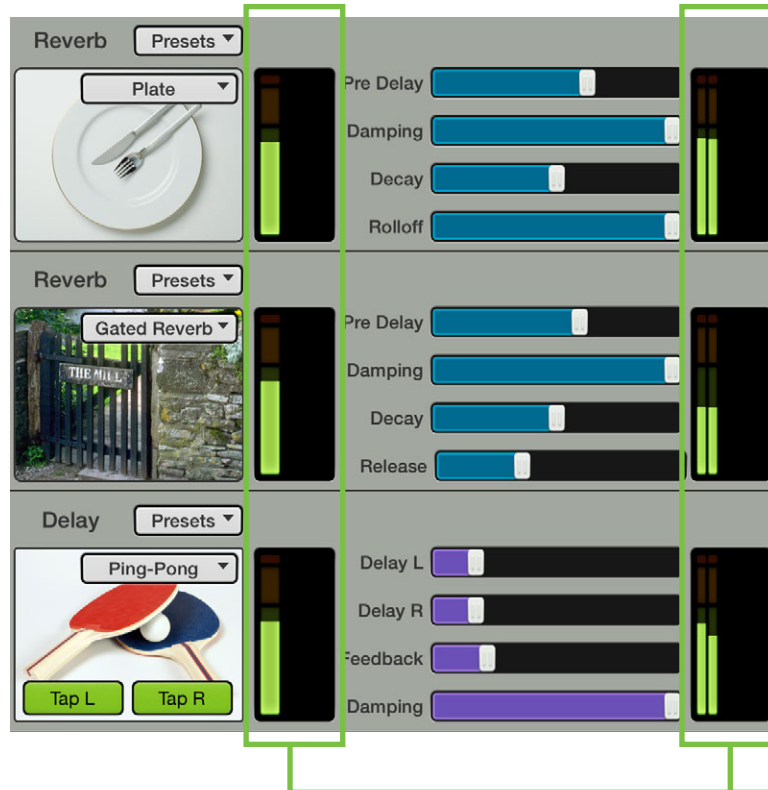 Reverb Presets
Plate
Pre Delay
Damping
Decay
Rolloff
Reverb Presets
Gated Reverb
THE MILL
Pre Delay
Damping
Decay
Release
Delay Presets
Ping-Pong
Tap L Tap R
Delay L
Delay R
Feedback
Damping